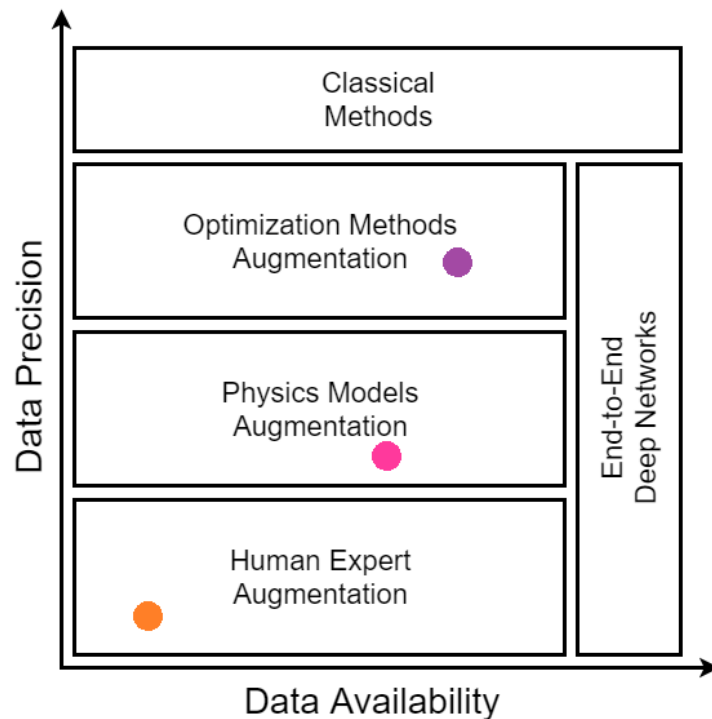 Classical
Methods
Optimization Methods
Augmentation
Physics Models
Augmentation
Human Expert
Augmentation
End-to-End
Deep Networks
Data Precision
Data Availability